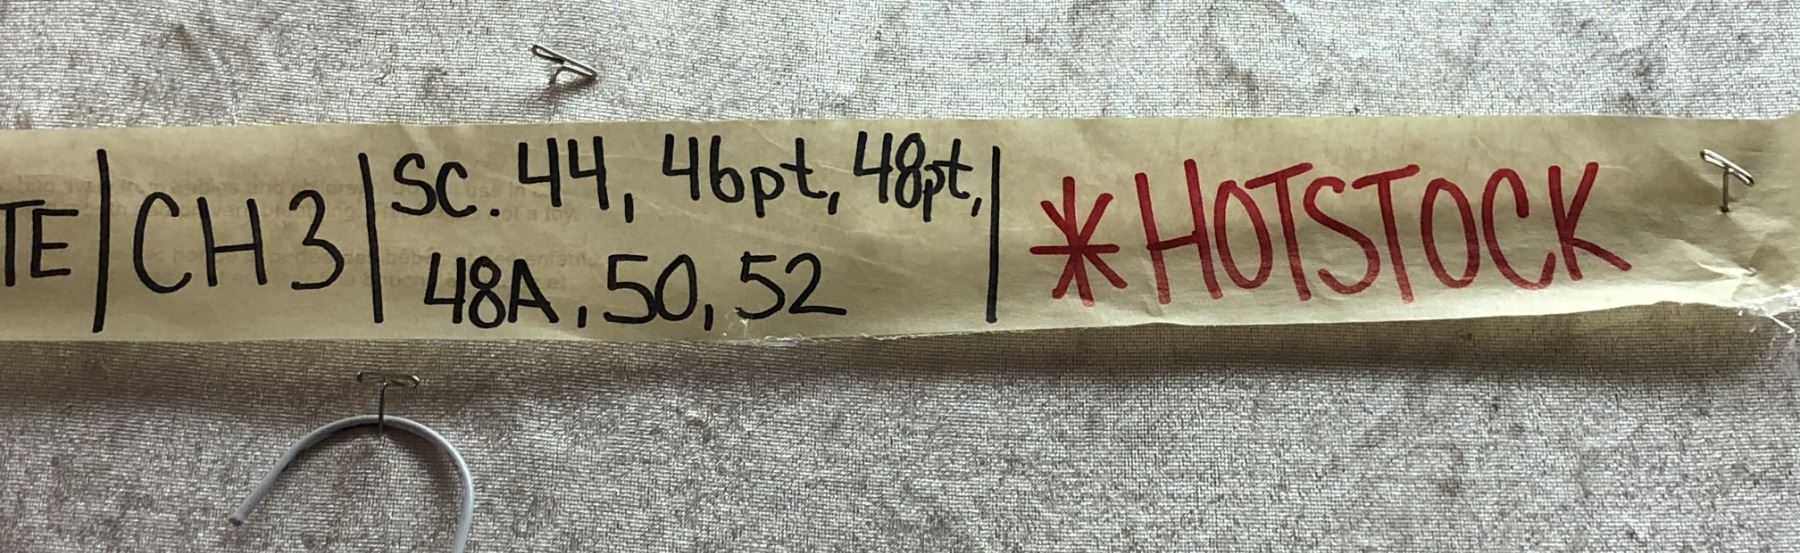 TE | CH 3 | SC. 44, 46pt, 48pt, | *HOTSTOCK
48A, 50, 52